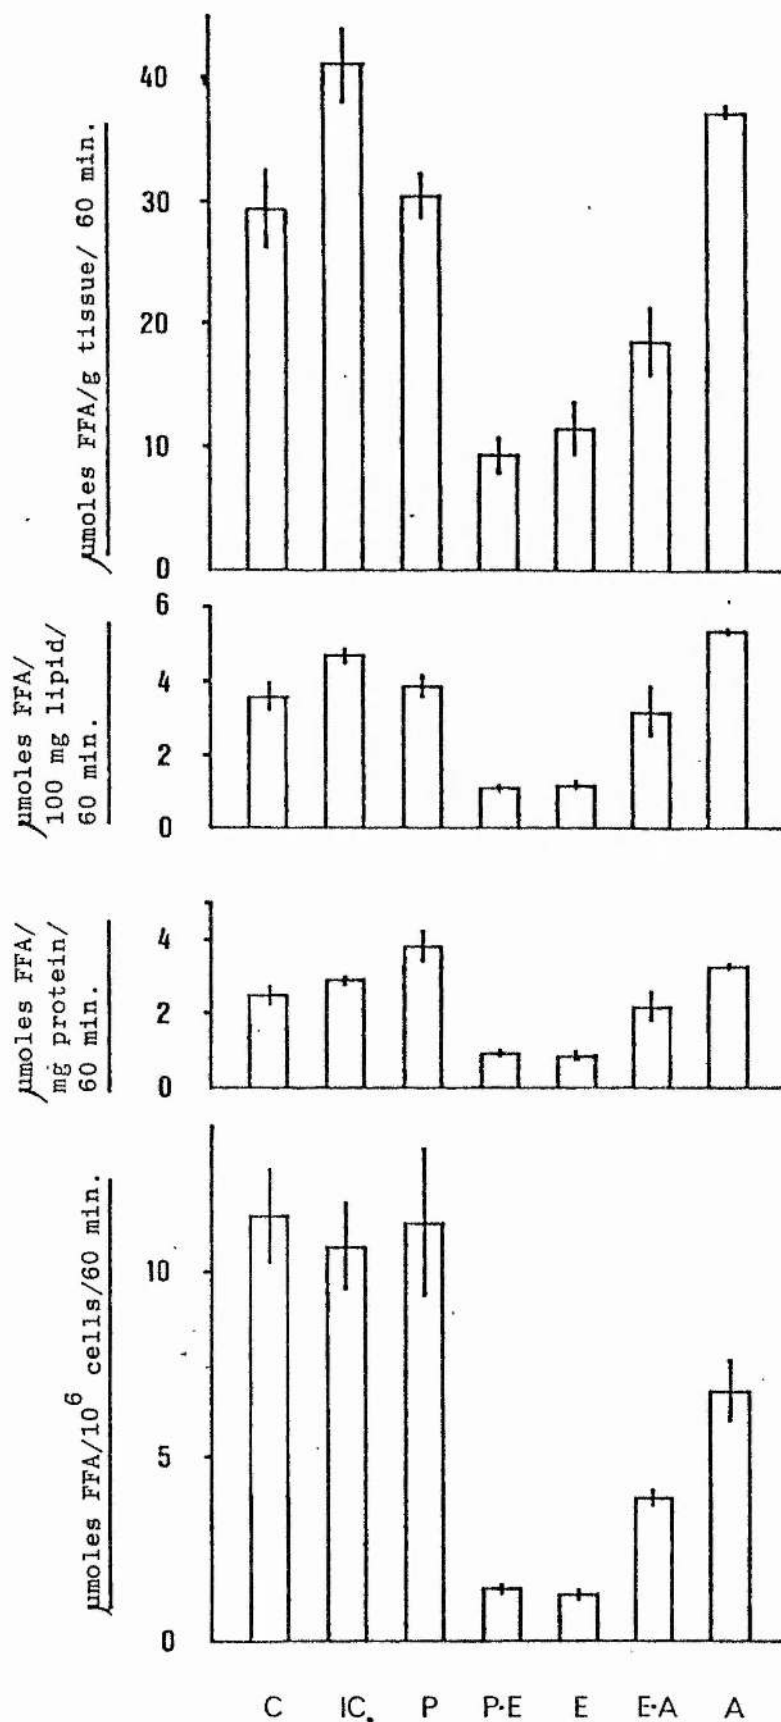 40
30
20
10
0
µmoles FFA/g tissue/ 60 min.
6
4
2
0
µmoles FFA/
100 mg lipid/
60 min.
4
2
0
µmoles FFA/
mg protein/
60 min.
10
5
0
µmoles FFA/10⁶ cells/60 min.
C IC P P·E E E·A A